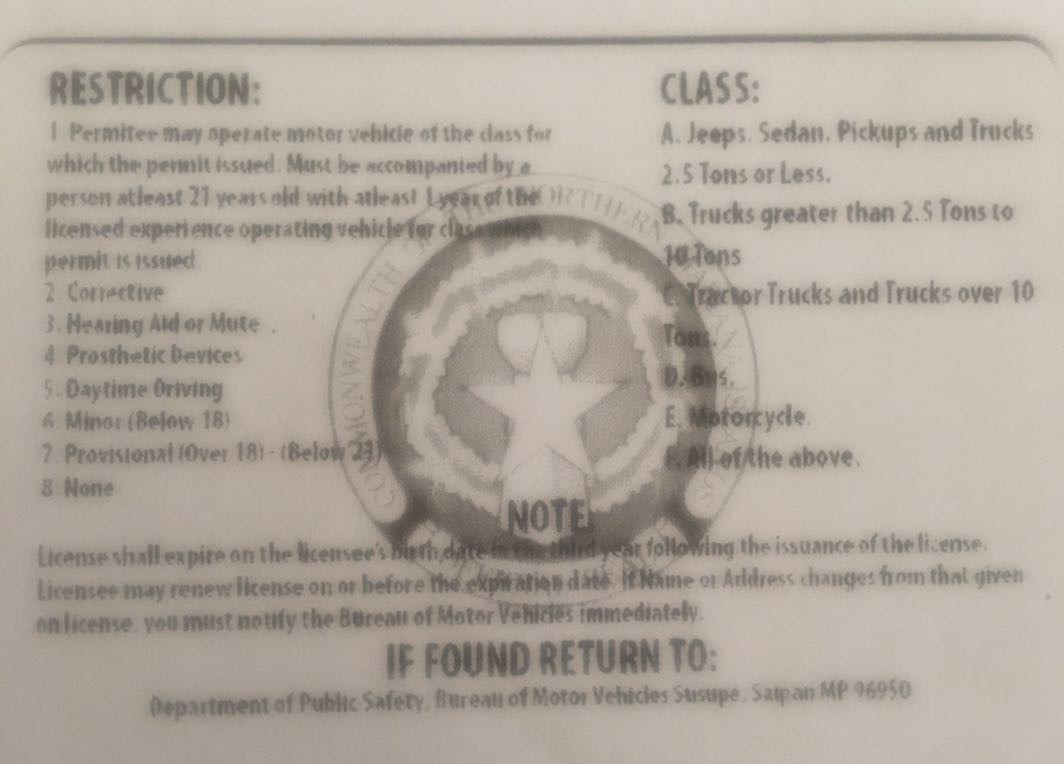 RESTRICTION:
1. Permitee may operate motor vehicle of the class for
which the permit issued. Must be accompanied by a
person atleast 21 years old with atleast 1 year of the
licensed experience operating vehicle for class which
permit is issued
2. Corrective
3. Hearing Aid or Mute
4. Prosthetic Devices
5. Daytime Driving
6. Minor (Below 18)
7. Provisional (Over 18) - (Below 21)
8. None
CLASS:
A. Jeeps, Sedan, Pickups and Trucks
2.5 Tons or Less.
B. Trucks greater than 2.5 Tons to
10 Tons
C. Tractor Trucks and Trucks over 10
Tons.
D. Bus.
E. Motorcycle.
F. All of the above.
COMMONWEALTH OF THE NORTHERN MARIANA ISLANDS
NOTE
License shall expire on the licensee's birth date in the third year following the issuance of the license.
Licensee may renew license on or before the expiration date. If Name or Address changes from that given
on license, you must notify the Bureau of Motor Vehicles immediately.
IF FOUND RETURN TO:
Department of Public Safety, Bureau of Motor Vehicles Susupe, Saipan MP 96950